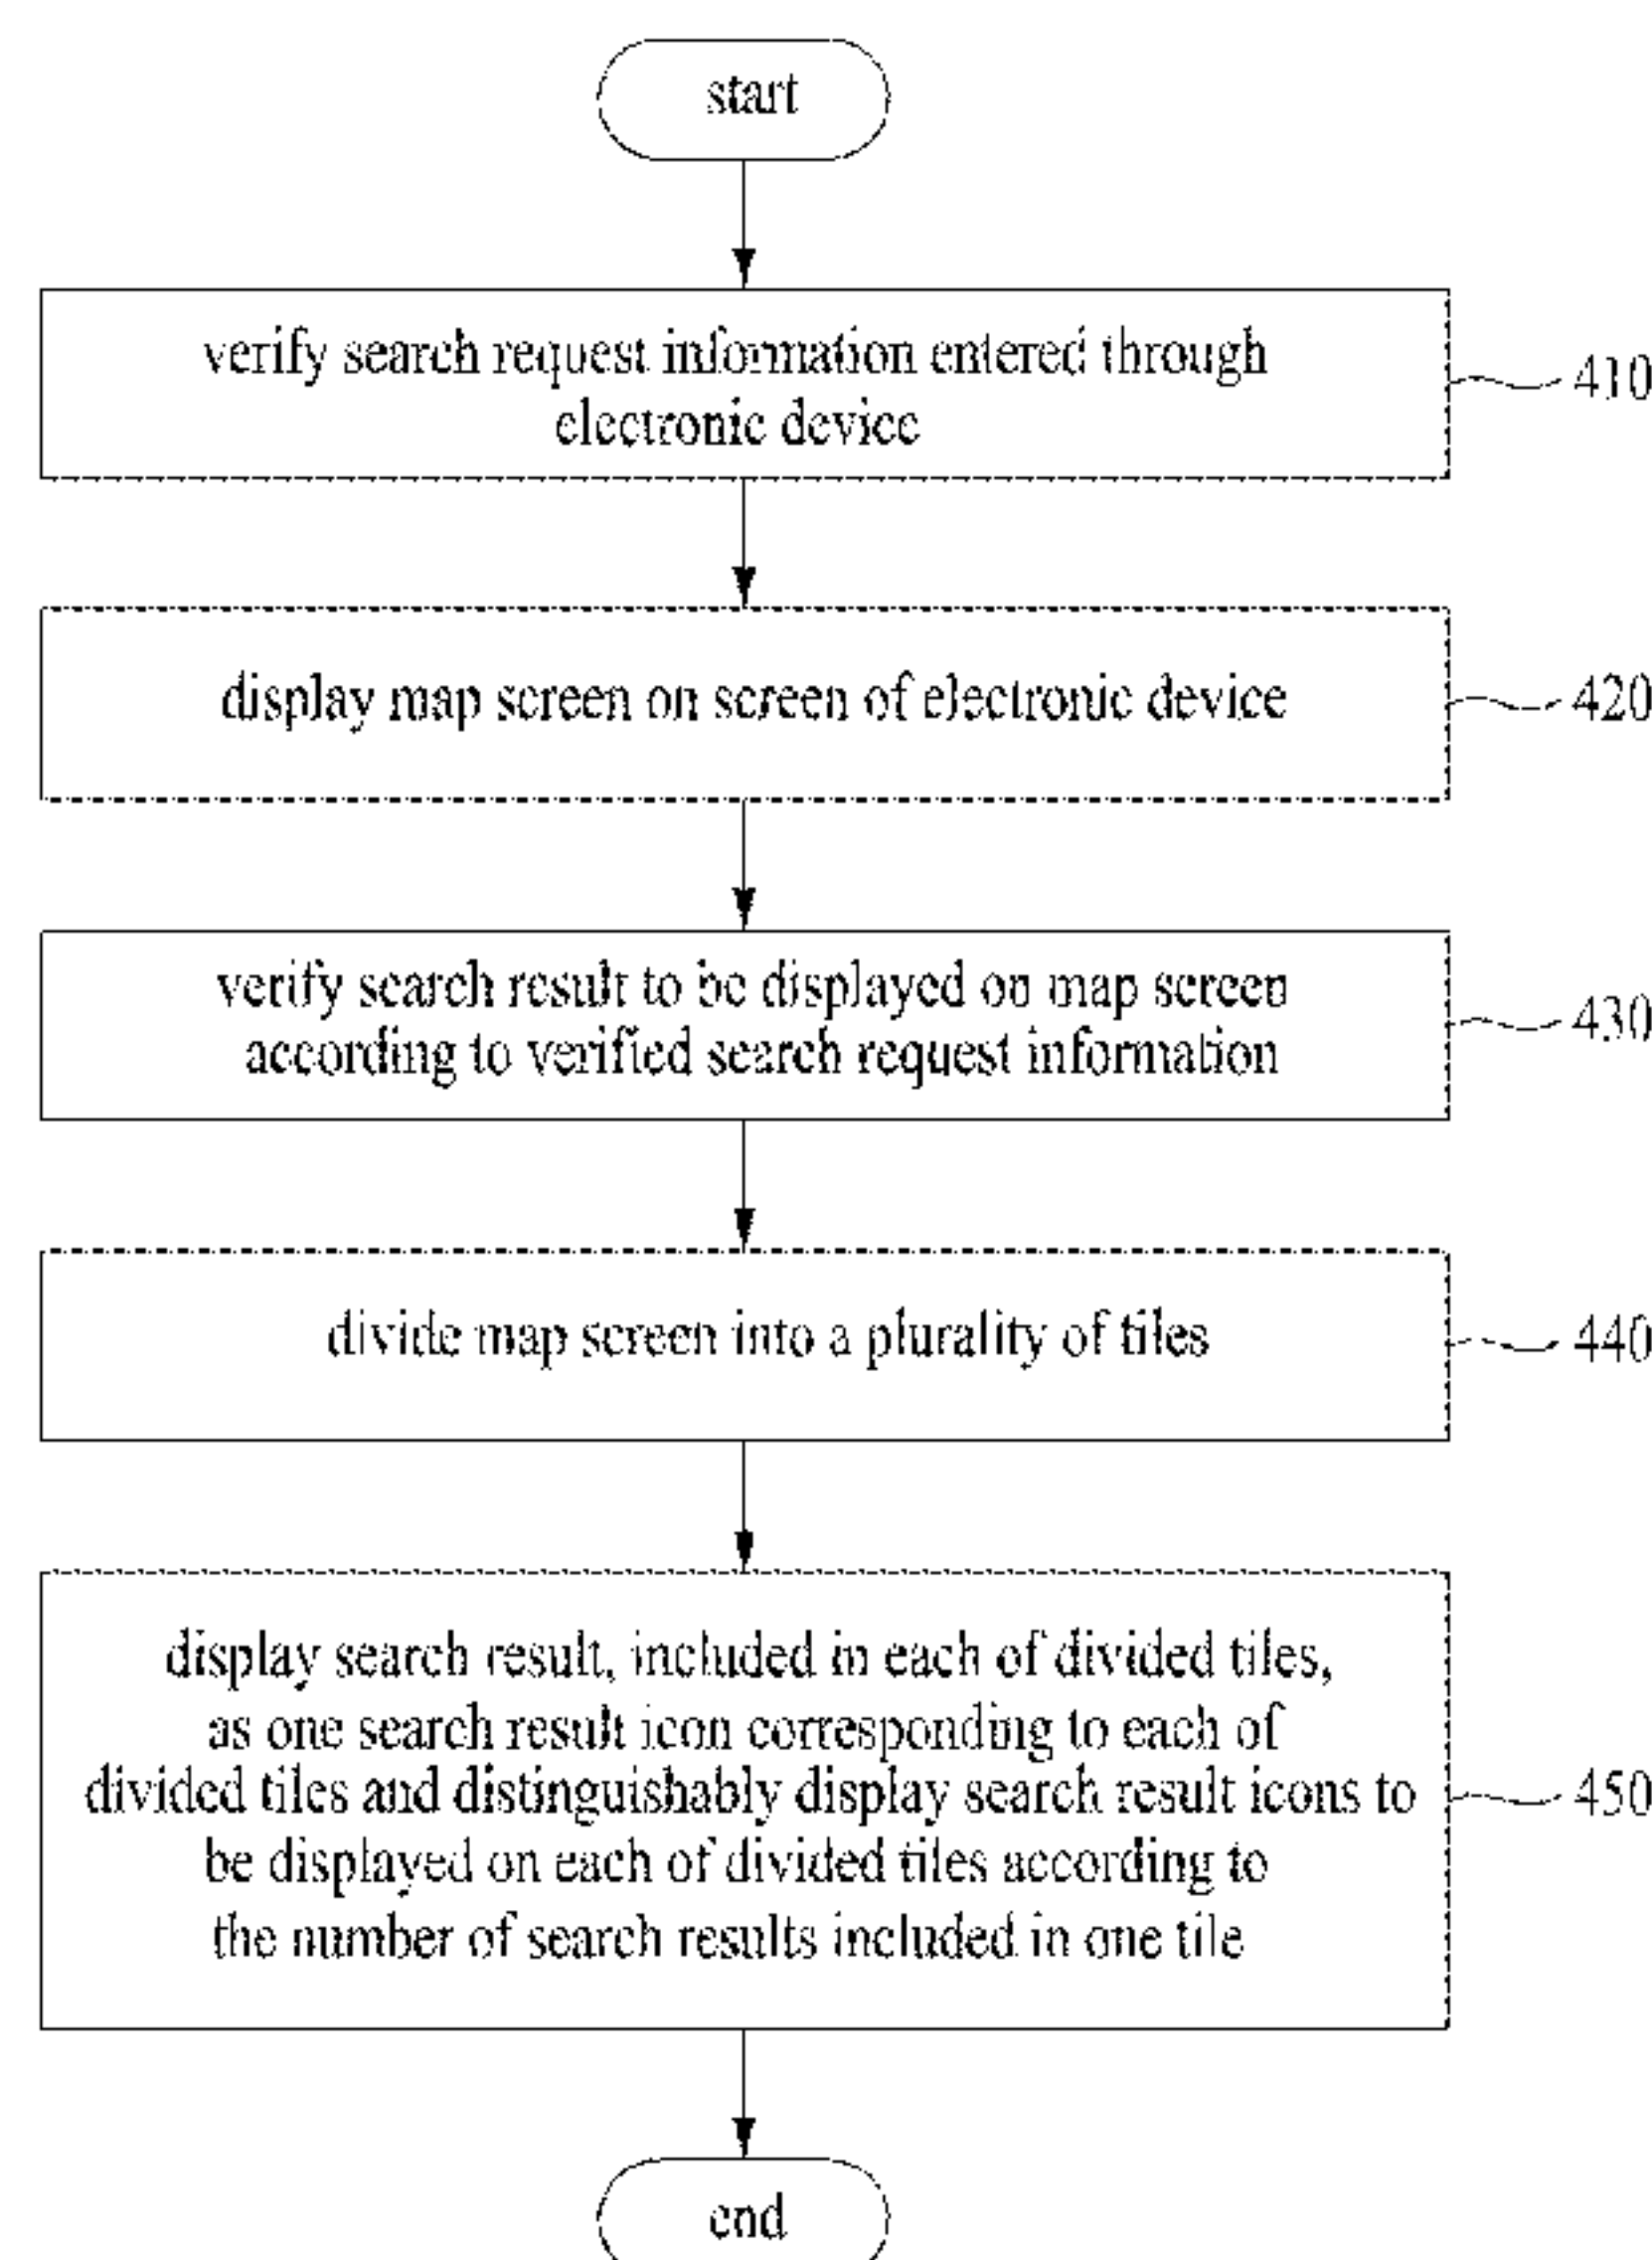 start
verify search request information entered through
electronic device
410
display map screen on screen of electronic device
420
verify search result to be displayed on map screen
according to verified search request information
430
divide map screen into a plurality of tiles
440
display search result, included in each of divided tiles,
as one search result icon corresponding to each of
divided tiles and distinguishably display search result icons to
be displayed on each of divided tiles according to
the number of search results included in one tile
450
end